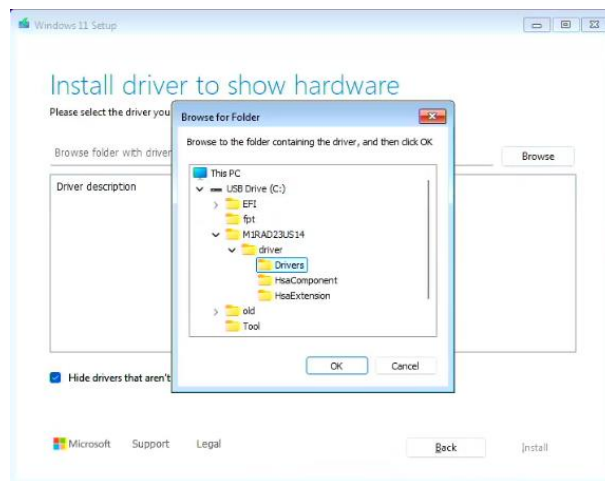 Windows 11 Setup
Install driver to show hardware
Please select the driver you
Browse folder with driver
Browse
Driver description
Browse for Folder
Browse to the folder containing the driver, and then click OK
This PC
USB Drive (C:)
EFI
fpt
M1RAD23US14
driver
Drivers
HsaComponent
HsaExtension
old
Tool
OK Cancel
Hide drivers that aren't
Microsoft Support Legal
Back Install